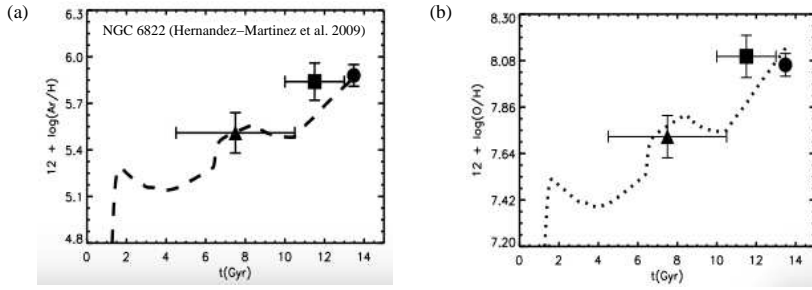 (a)
NGC 6822 (Hernandez–Martinez et al. 2009)
12 + log(Ar/H)
6.3
6.0
5.7
5.4
5.1
4.8
0 2 4 6 8 10 12 14
t(Gyr)
(b)
12 + log(O/H)
8.30
8.08
7.86
7.64
7.42
7.20
0 2 4 6 8 10 12 14
t(Gyr)